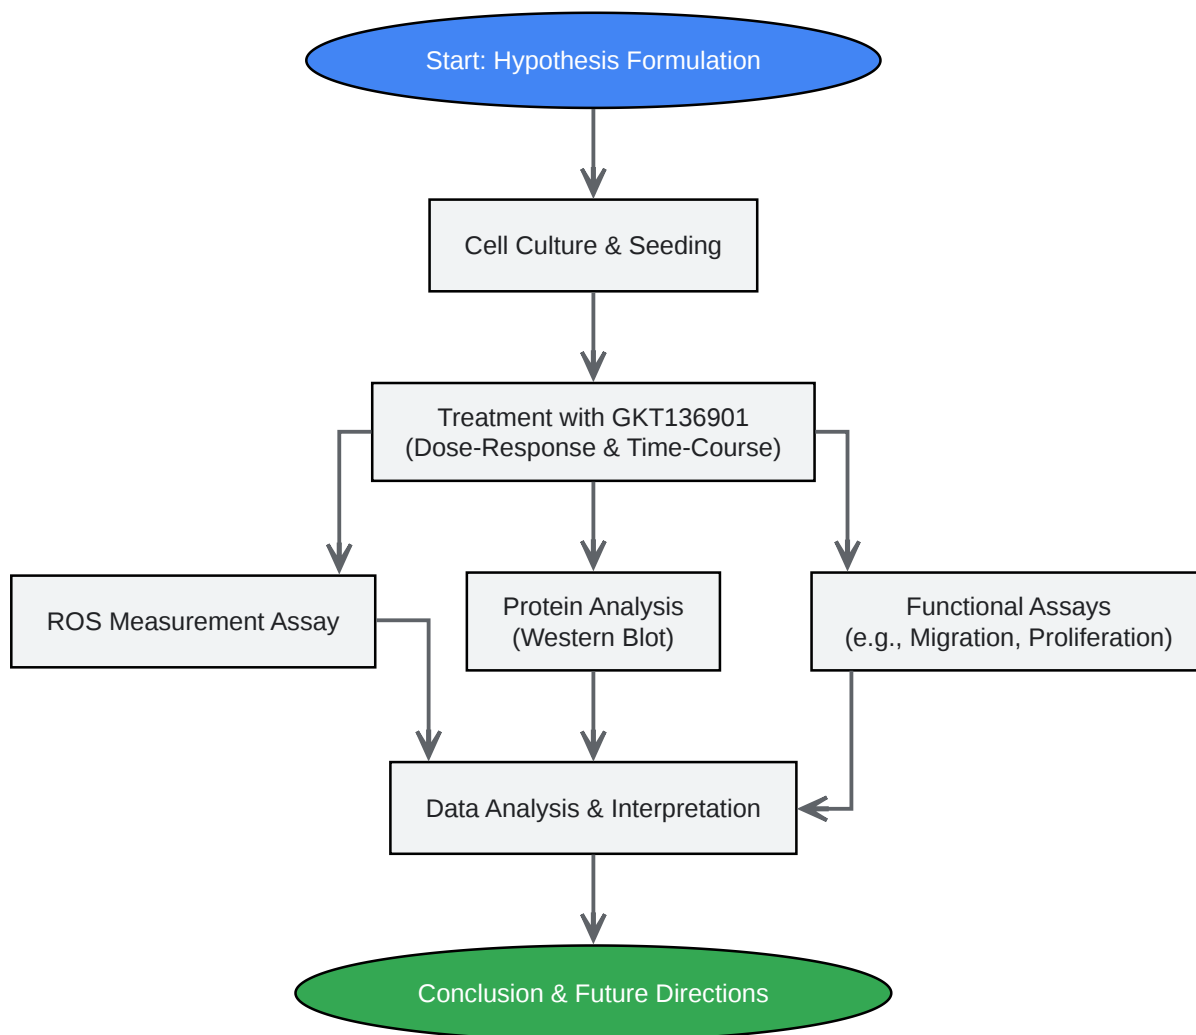 Start: Hypothesis Formulation
Cell Culture & Seeding
Treatment with GKT136901
(Dose-Response & Time-Course)
ROS Measurement Assay
Protein Analysis
(Western Blot)
Functional Assays
(e.g., Migration, Proliferation)
Data Analysis & Interpretation
Conclusion & Future Directions